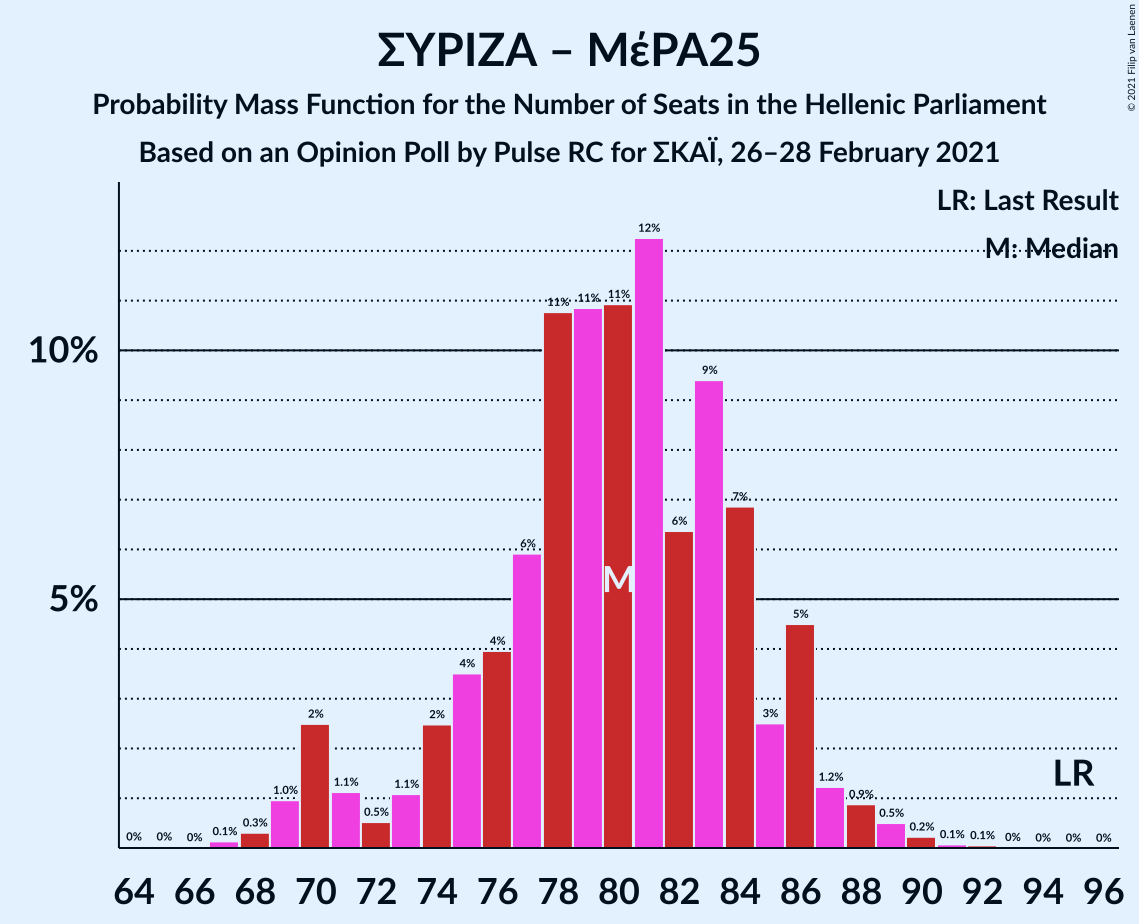 ΣΥΡΙΖΑ – ΜέΡΑ25
Probability Mass Function for the Number of Seats in the Hellenic Parliament
Based on an Opinion Poll by Pulse RC for ΣΚΑΪ, 26–28 February 2021
© 2021 Filip van Laenen
LR: Last Result
M: Median
10%
5%
0% 0% 0% 0.1% 0.3% 1.0% 2% 1.1% 0.5% 1.1% 2% 4% 4% 6% 11% 11% 11% 12% 6% 9% 7% 3% 5% 1.2% 0.9% 0.5% 0.2% 0.1% 0.1% 0% 0% 0% 0%
M
LR
64 66 68 70 72 74 76 78 80 82 84 86 88 90 92 94 96